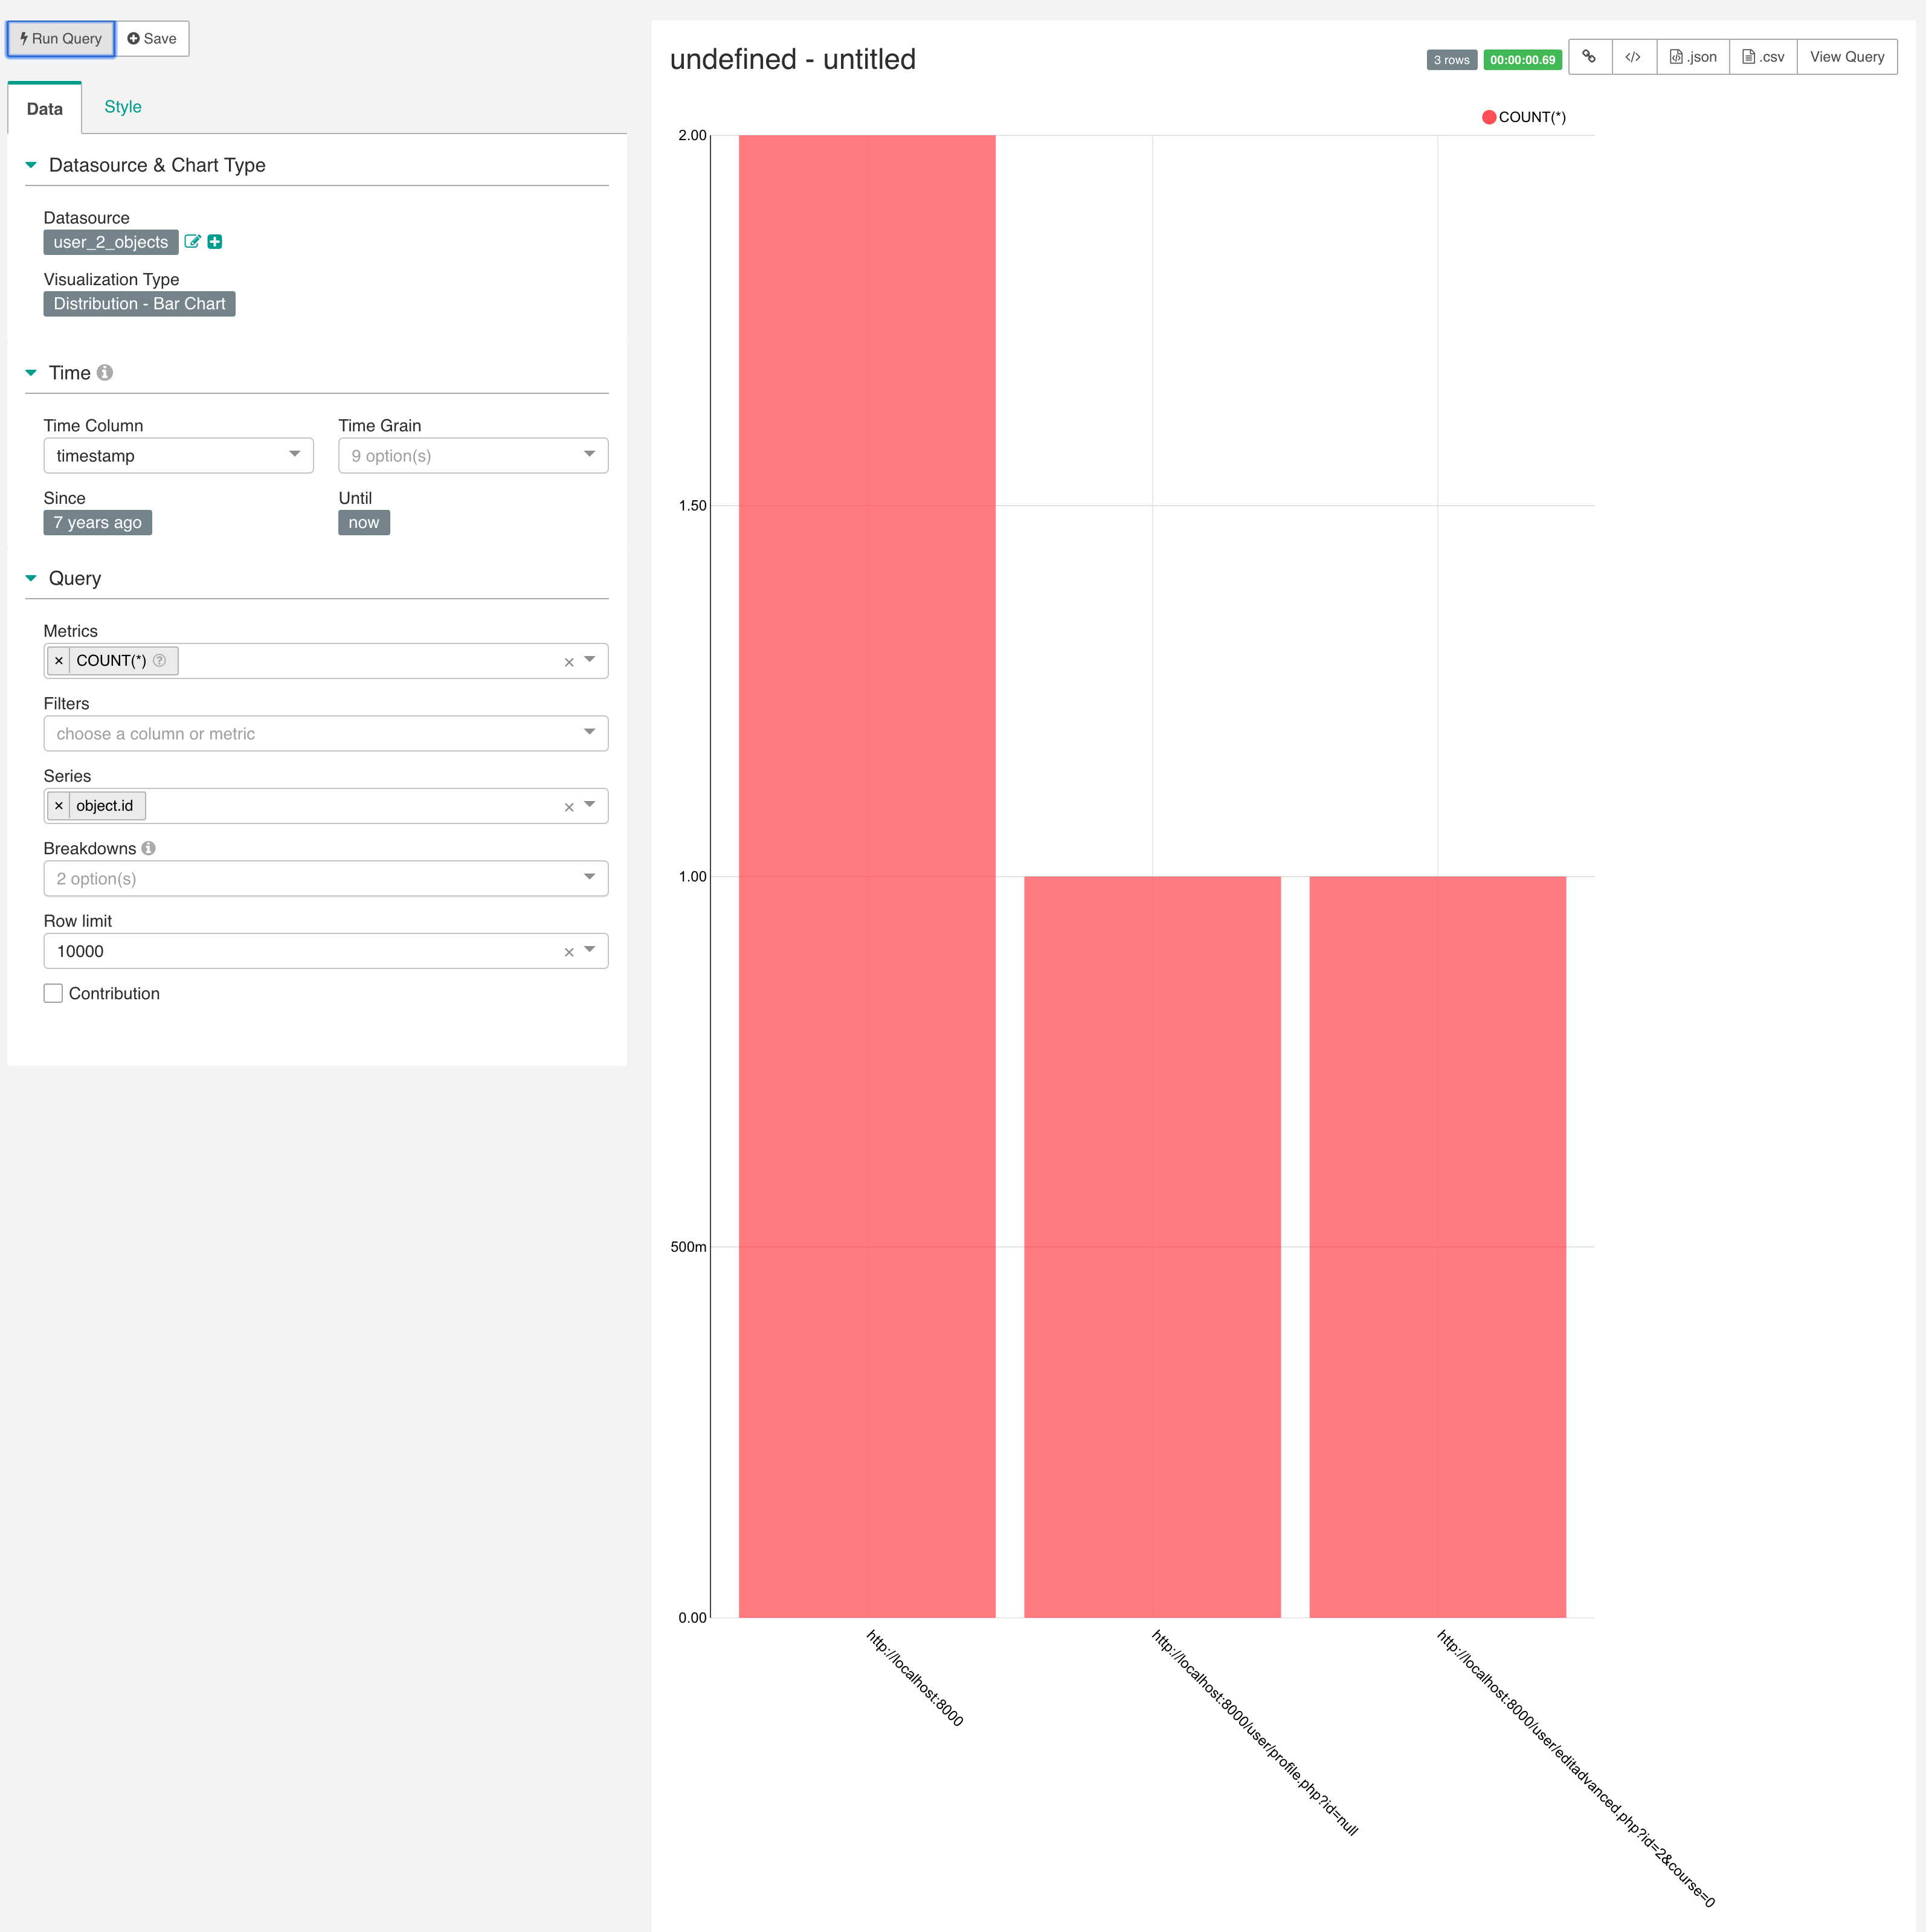 Run Query
Save
Data
Style
Datasource & Chart Type
Datasource
user_2_objects
Visualization Type
Distribution - Bar Chart
Time
Time Column
Time Grain
timestamp
9 option(s)
Since
Until
7 years ago
now
Query
Metrics
× COUNT(*)
Filters
choose a column or metric
Series
× object.id
Breakdowns
2 option(s)
Row limit
10000
Contribution
undefined - untitled
3 rows
00:00:00.69
.json
.csv
View Query
COUNT(*)
2.00
1.50
1.00
500m
0.00
http://localhost:8000
http://localhost:8000/user/profile.php?id=null
http://localhost:8000/user/editadvanced.php?id=2&course=0